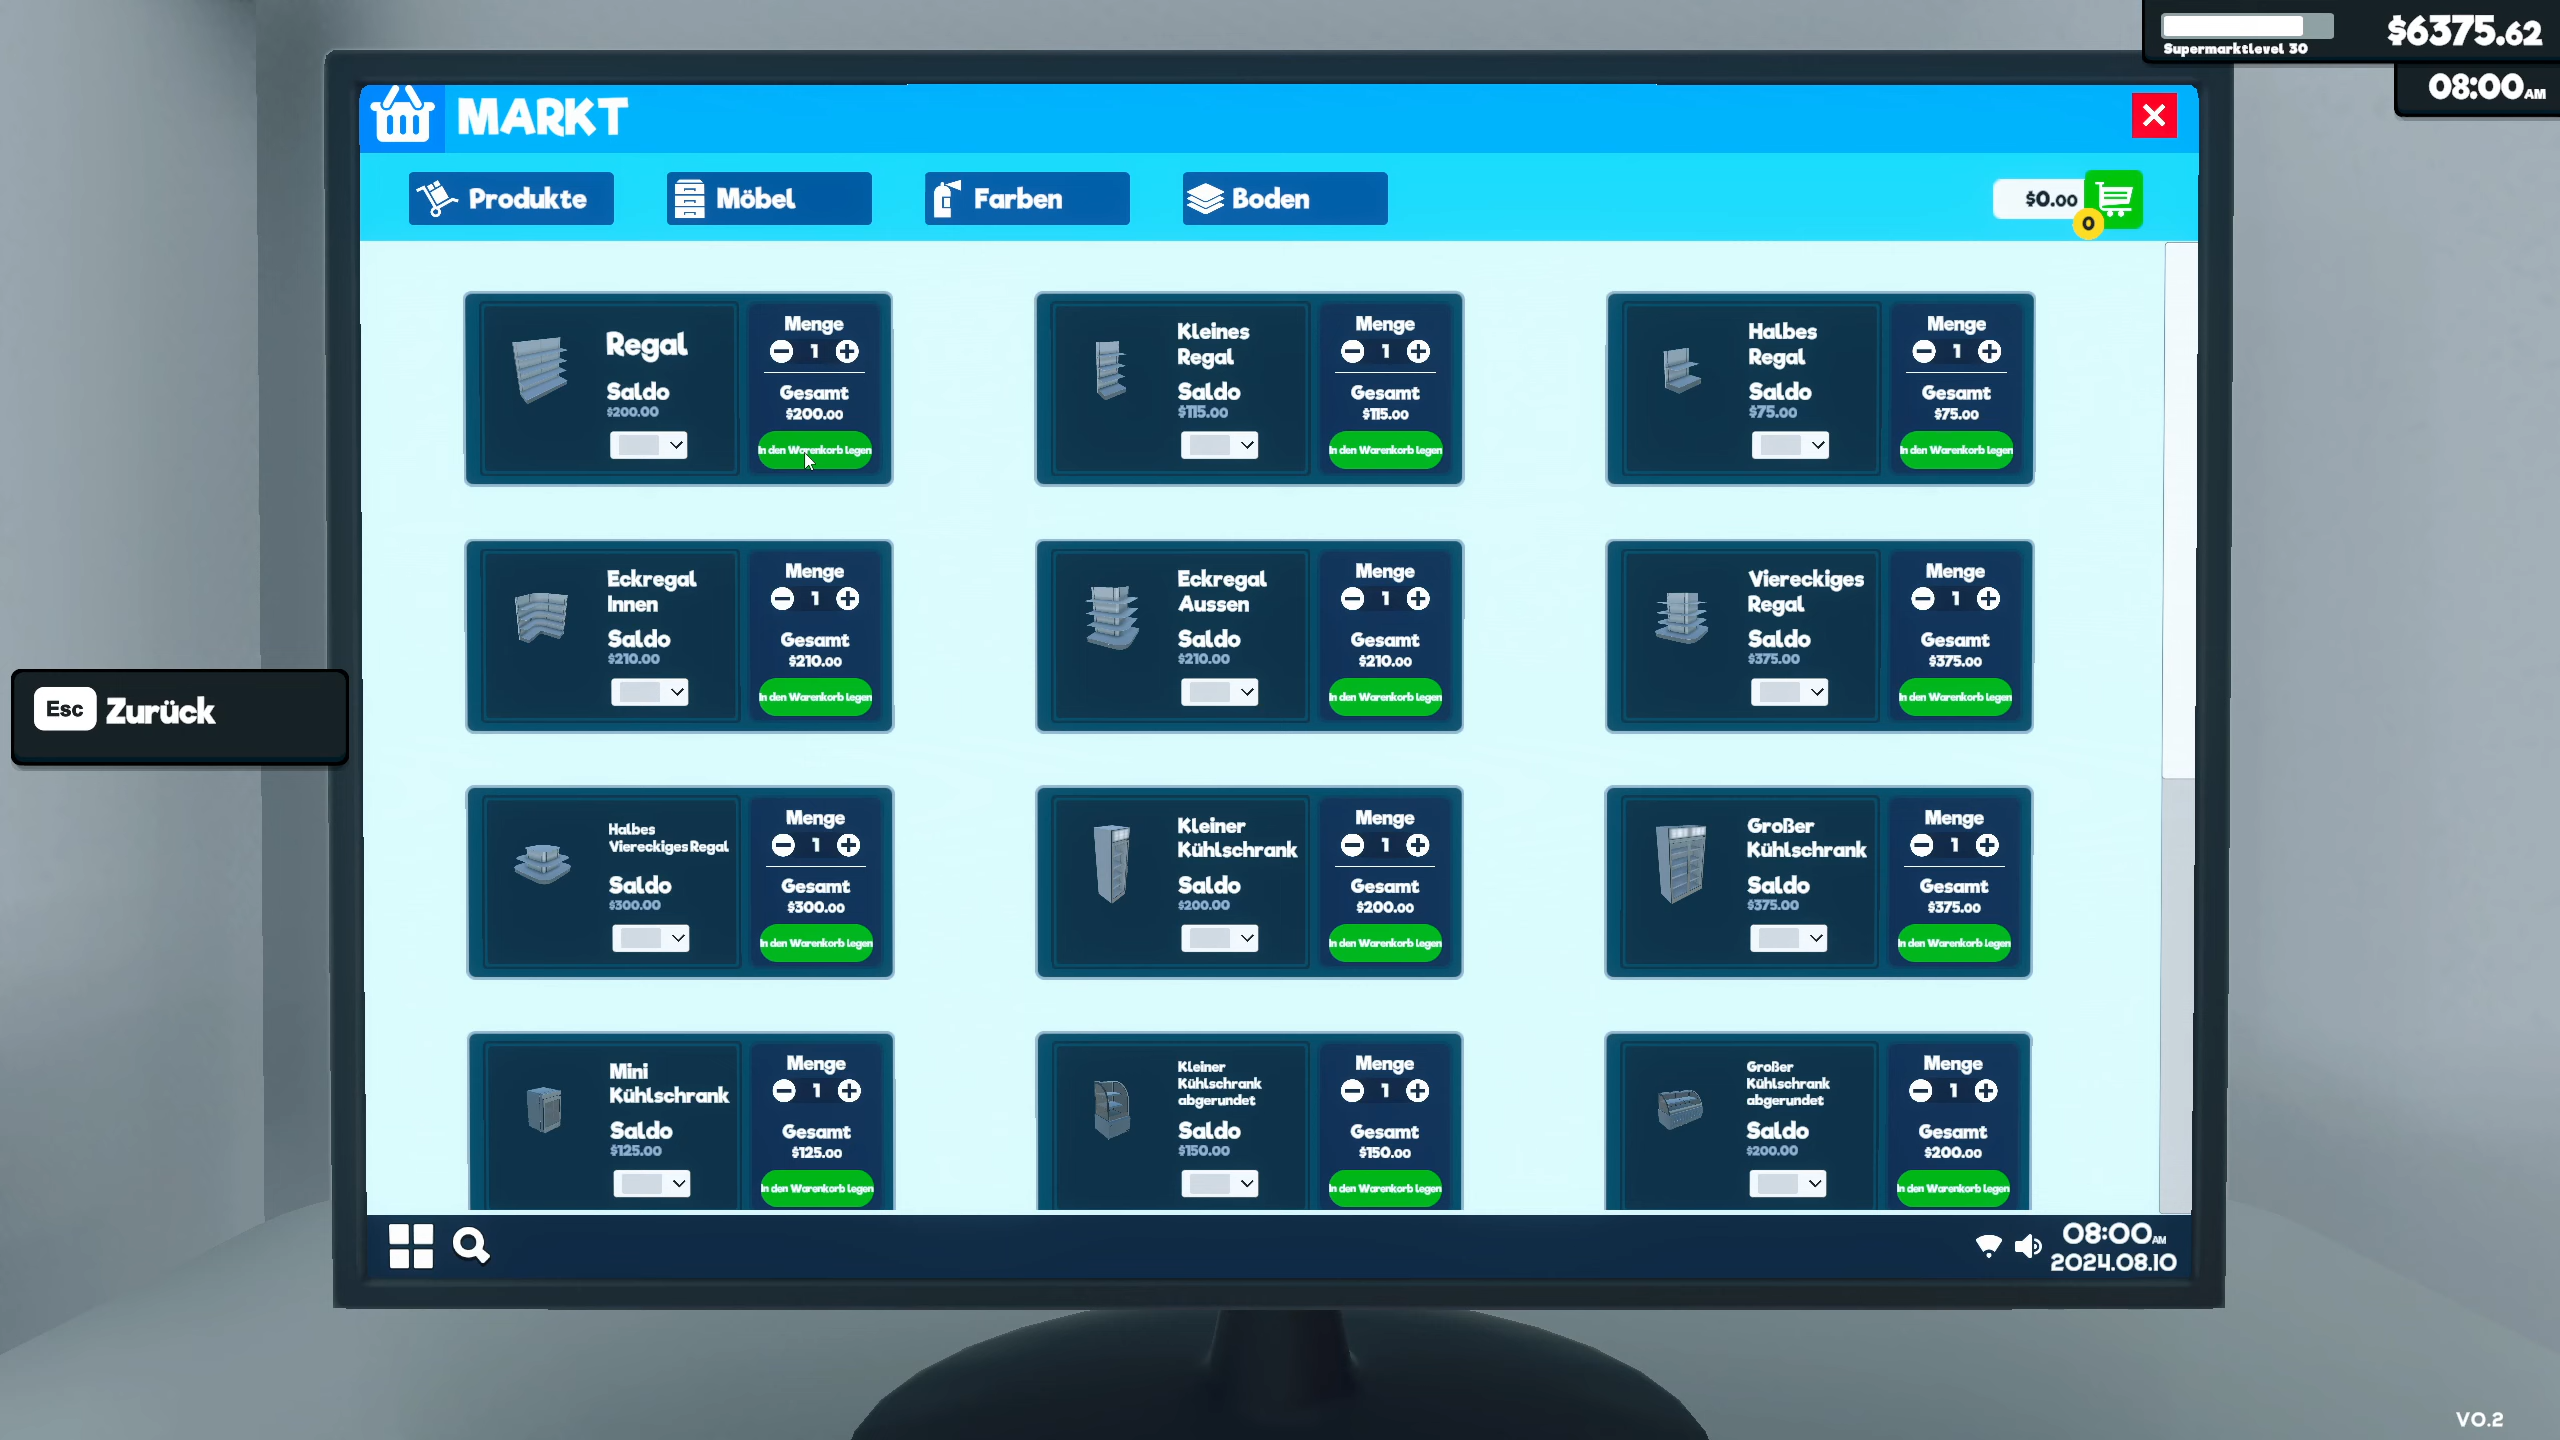 $6375.62
Supermarktlevel 30
08:00AM
MARKT
Produkte
Möbel
Farben
Boden
$0.00
0
Regal
Saldo
$200.00
Menge
1
Gesamt
$200.00
In den Warenkorb legen
Kleines
Regal
Saldo
$115.00
Menge
1
Gesamt
$115.00
In den Warenkorb legen
Halbes
Regal
Saldo
$75.00
Menge
1
Gesamt
$75.00
In den Warenkorb legen
Eckregal
Innen
Saldo
$210.00
Menge
1
Gesamt
$210.00
In den Warenkorb legen
Eckregal
Aussen
Saldo
$210.00
Menge
1
Gesamt
$210.00
In den Warenkorb legen
Viereckiges
Regal
Saldo
$375.00
Menge
1
Gesamt
$375.00
In den Warenkorb legen
Esc Zurück
Halbes
Viereckiges Regal
Saldo
$300.00
Menge
1
Gesamt
$300.00
In den Warenkorb legen
Kleiner
Kühlschrank
Saldo
$200.00
Menge
1
Gesamt
$200.00
In den Warenkorb legen
Großer
Kühlschrank
Saldo
$375.00
Menge
1
Gesamt
$375.00
In den Warenkorb legen
Mini
Kühlschrank
Saldo
$125.00
Menge
1
Gesamt
$125.00
In den Warenkorb legen
Kleiner
Kühlschrank
abgerundet
Saldo
$150.00
Menge
1
Gesamt
$150.00
In den Warenkorb legen
Großer
Kühlschrank
abgerundet
Saldo
$200.00
Menge
1
Gesamt
$200.00
In den Warenkorb legen
08:00AM
2024.08.10
V0.2